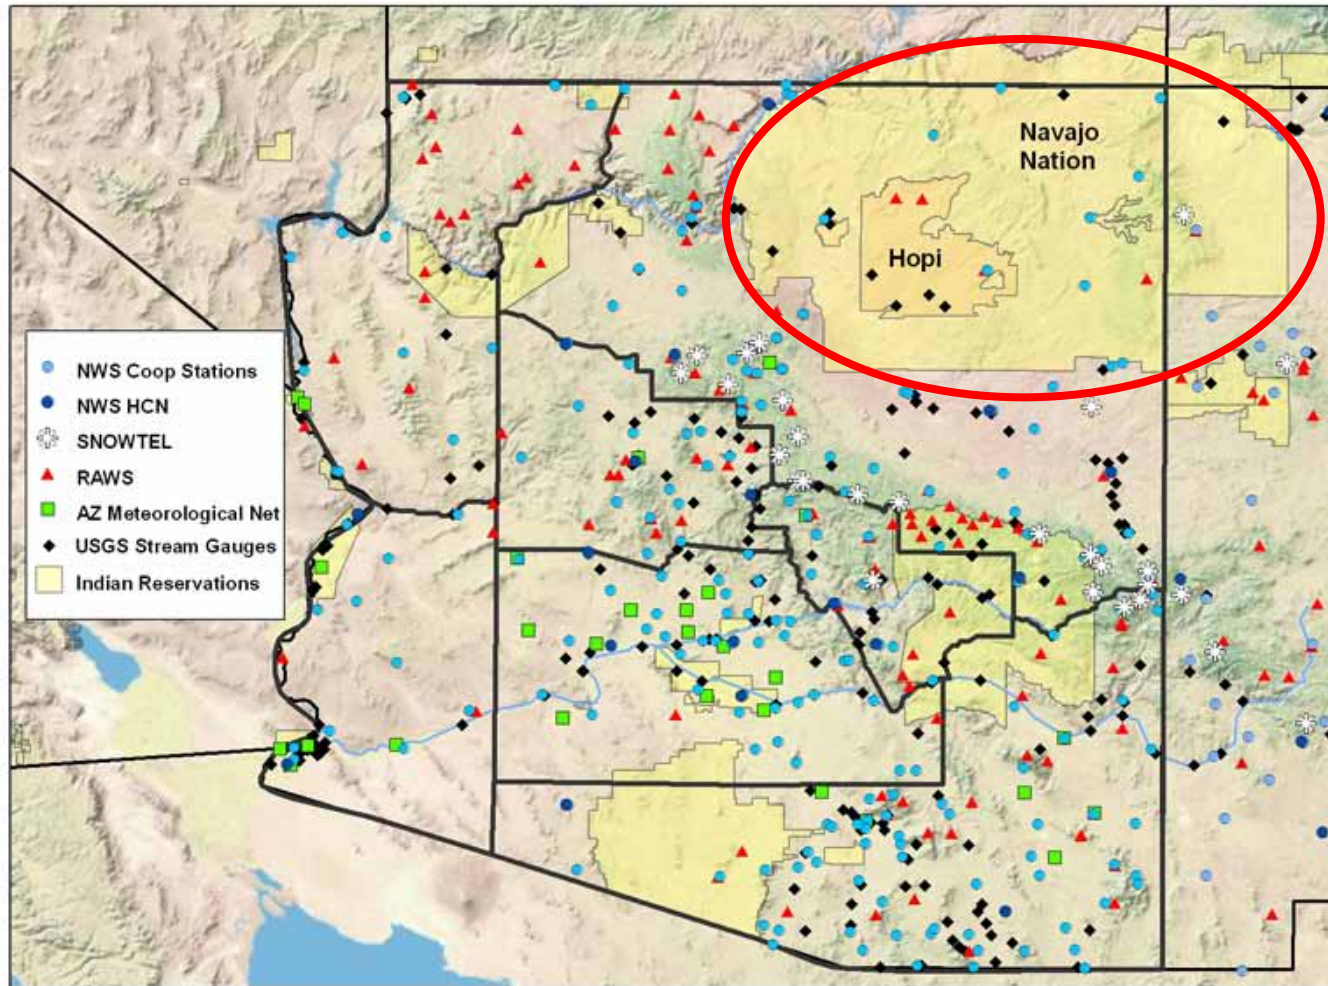 Navajo
Nation
Hopi
NWS Coop Stations
NWS HCN
SNOWTEL
RAWS
AZ Meteorological Net
USGS Stream Gauges
Indian Reservations